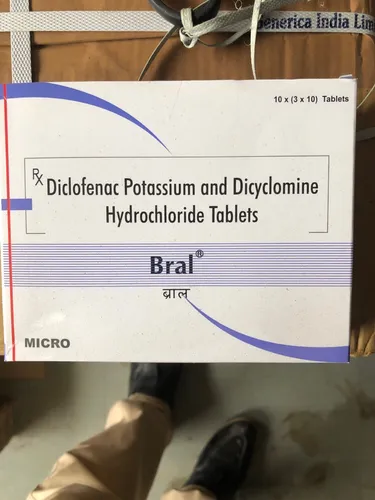 Generica India Lim
10 x (3 x 10) Tablets
Rx Diclofenac Potassium and Dicyclomine
Hydrochloride Tablets
Bral®
ब्राल
MICRO